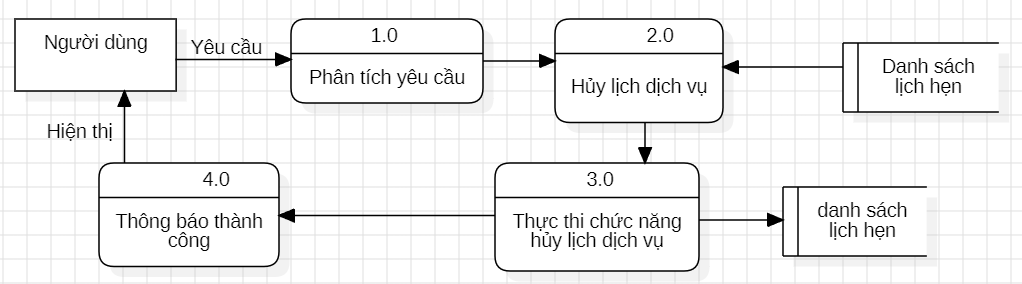 Người dùng
Yêu cầu
1.0
Phân tích yêu cầu
2.0
Hủy lịch dịch vụ
Danh sách
lịch hẹn
Hiện thị
4.0
Thông báo thành
công
3.0
Thực thi chức năng
hủy lịch dịch vụ
danh sách
lịch hẹn